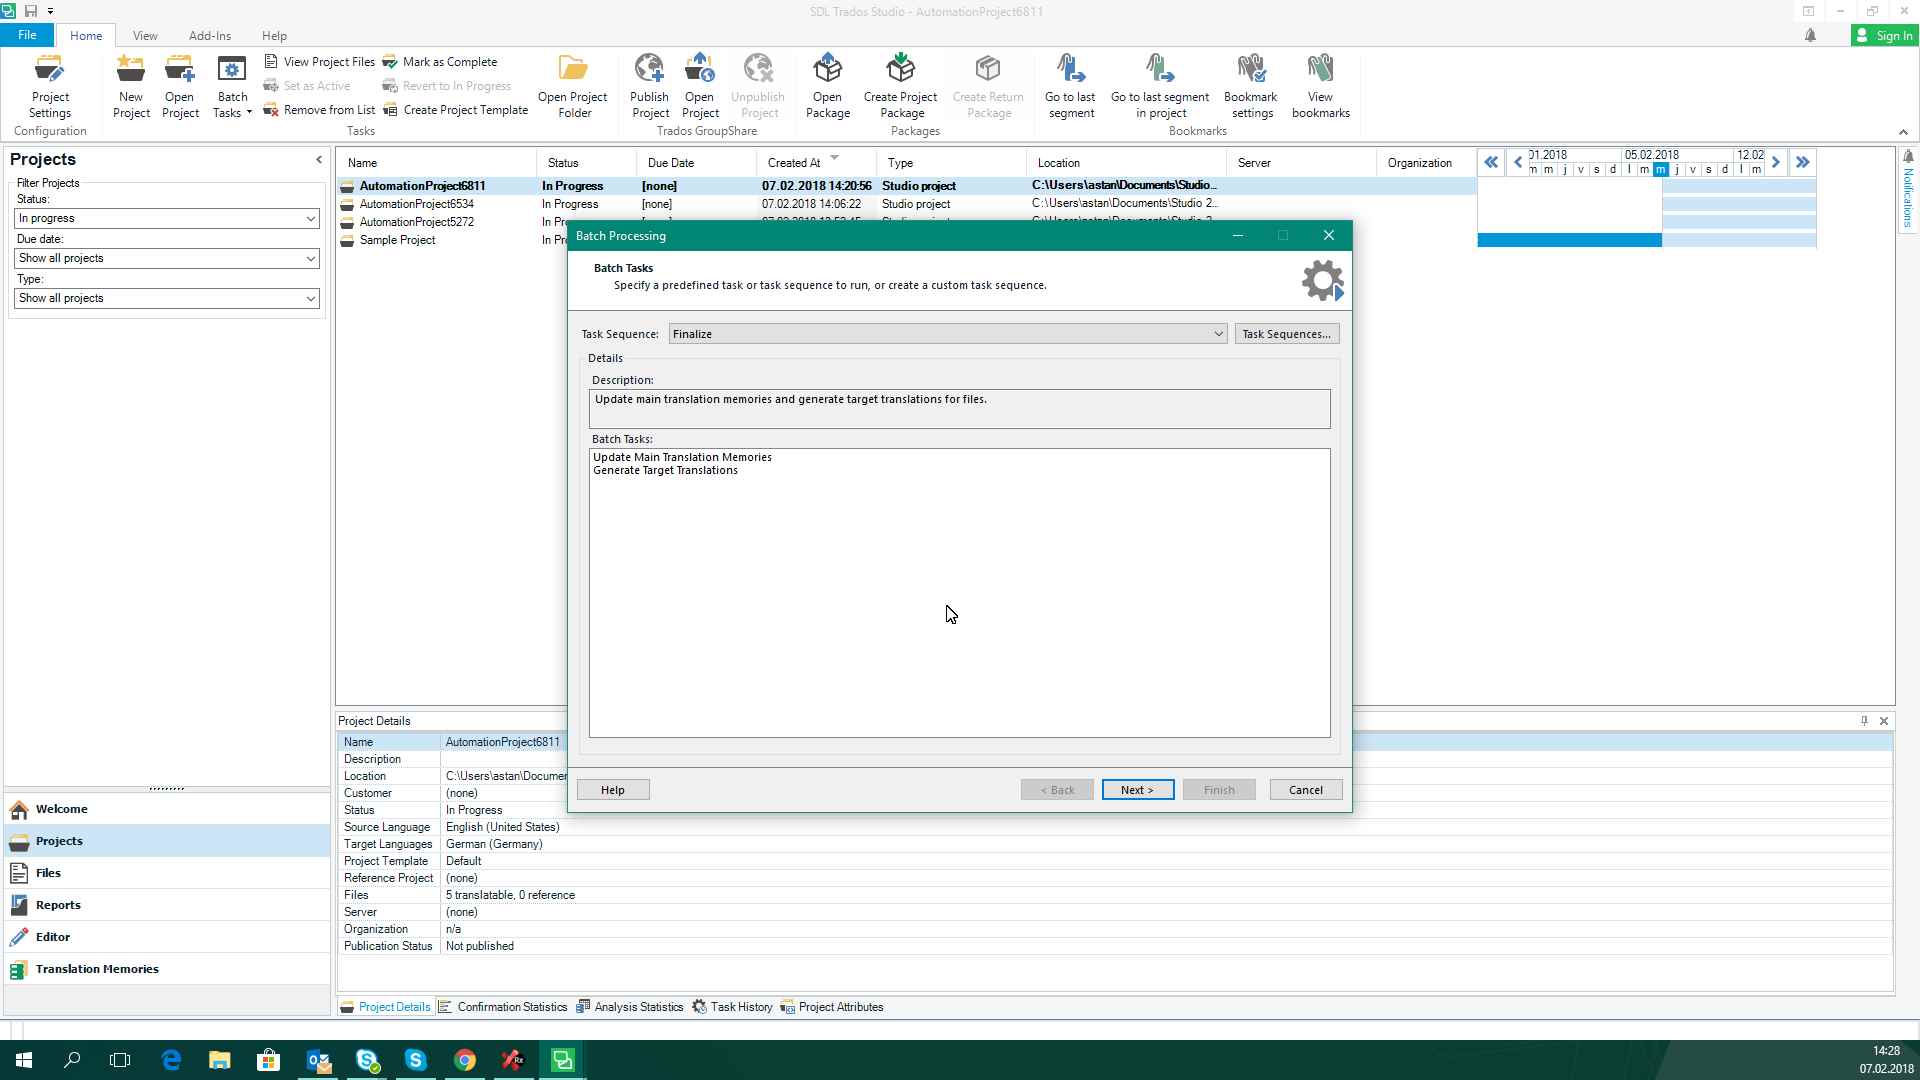 SDL Trados Studio - AutomationProject6811
File
Home
View
Add-Ins
Help
Sign In
Project Settings
Configuration
New Project
Open Project
Batch Tasks
View Project Files
Set as Active
Remove from List
Mark as Complete
Revert to In Progress
Create Project Template
Tasks
Open Project Folder
Publish Project
Open Project
Unpublish Project
Trados GroupShare
Open Package
Create Project Package
Create Return Package
Packages
Go to last segment
Go to last segment in project
Bookmark settings
View bookmarks
Bookmarks
Projects
Filter Projects
Status:
In progress
Due date:
Show all projects
Type:
Show all projects
Name Status Due Date Created At Type Location Server Organization
01.2018 05.02.2018 12.02
m m j v s d l m m j v s d l m
AutomationProject6811 In Progress [none] 07.02.2018 14:20:56 Studio project C:\Users\astan\Documents\Studio...
AutomationProject6534 In Progress [none] 07.02.2018 14:06:22 Studio project C:\Users\astan\Documents\Studio 2...
AutomationProject5272
Sample Project
Notifications
Batch Processing
Batch Tasks
Specify a predefined task or task sequence to run, or create a custom task sequence.
Task Sequence: Finalize Task Sequences...
Details
Description:
Update main translation memories and generate target translations for files.
Batch Tasks:
Update Main Translation Memories
Generate Target Translations
Help < Back Next > Finish Cancel
Project Details
Name AutomationProject6811
Description
Location C:\Users\astan\Documer
Customer (none)
Status In Progress
Source Language English (United States)
Target Languages German (Germany)
Project Template Default
Reference Project (none)
Files 5 translatable, 0 reference
Server (none)
Organization n/a
Publication Status Not published
Welcome
Projects
Files
Reports
Editor
Translation Memories
Project Details Confirmation Statistics Analysis Statistics Task History Project Attributes
14:28
07.02.2018